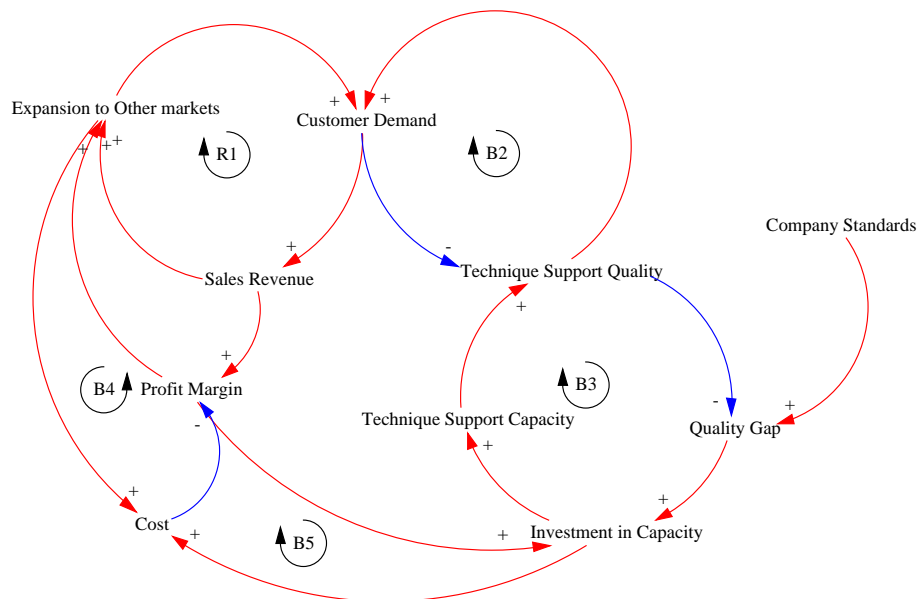 Expansion to Other markets
+
+
Customer Demand
+
+
+
R1
B2
+
-
Company Standards
Sales Revenue
Technique Support Quality
+
+
B4
Profit Margin
B3
-
+
-
Technique Support Capacity
Quality Gap
+
+
+
Cost
+
+
Investment in Capacity
B5